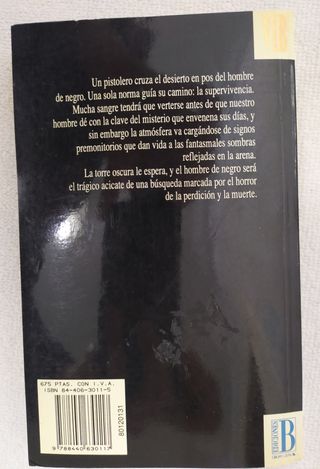 Un pistolero cruza el desierto en pos del hombre
de negro. Una sola norma guía su camino: la supervivencia.
Mucha sangre tendrá que verterse antes de que nuestro
hombre dé con la clave del misterio que envenena sus días, y
sin embargo la atmósfera va cargándose de signos
premonitorios que dan vida a las fantasmales sombras
reflejadas en la arena.
La torre oscura le espera, y el hombre de negro será
el trágico acicate de una búsqueda marcada por el horror
de la perdición y la muerte.
675 PTAS. CON I.V.A.
ISBN 84-406-3011-5
9788440630117
80120131
EDICIONES
B